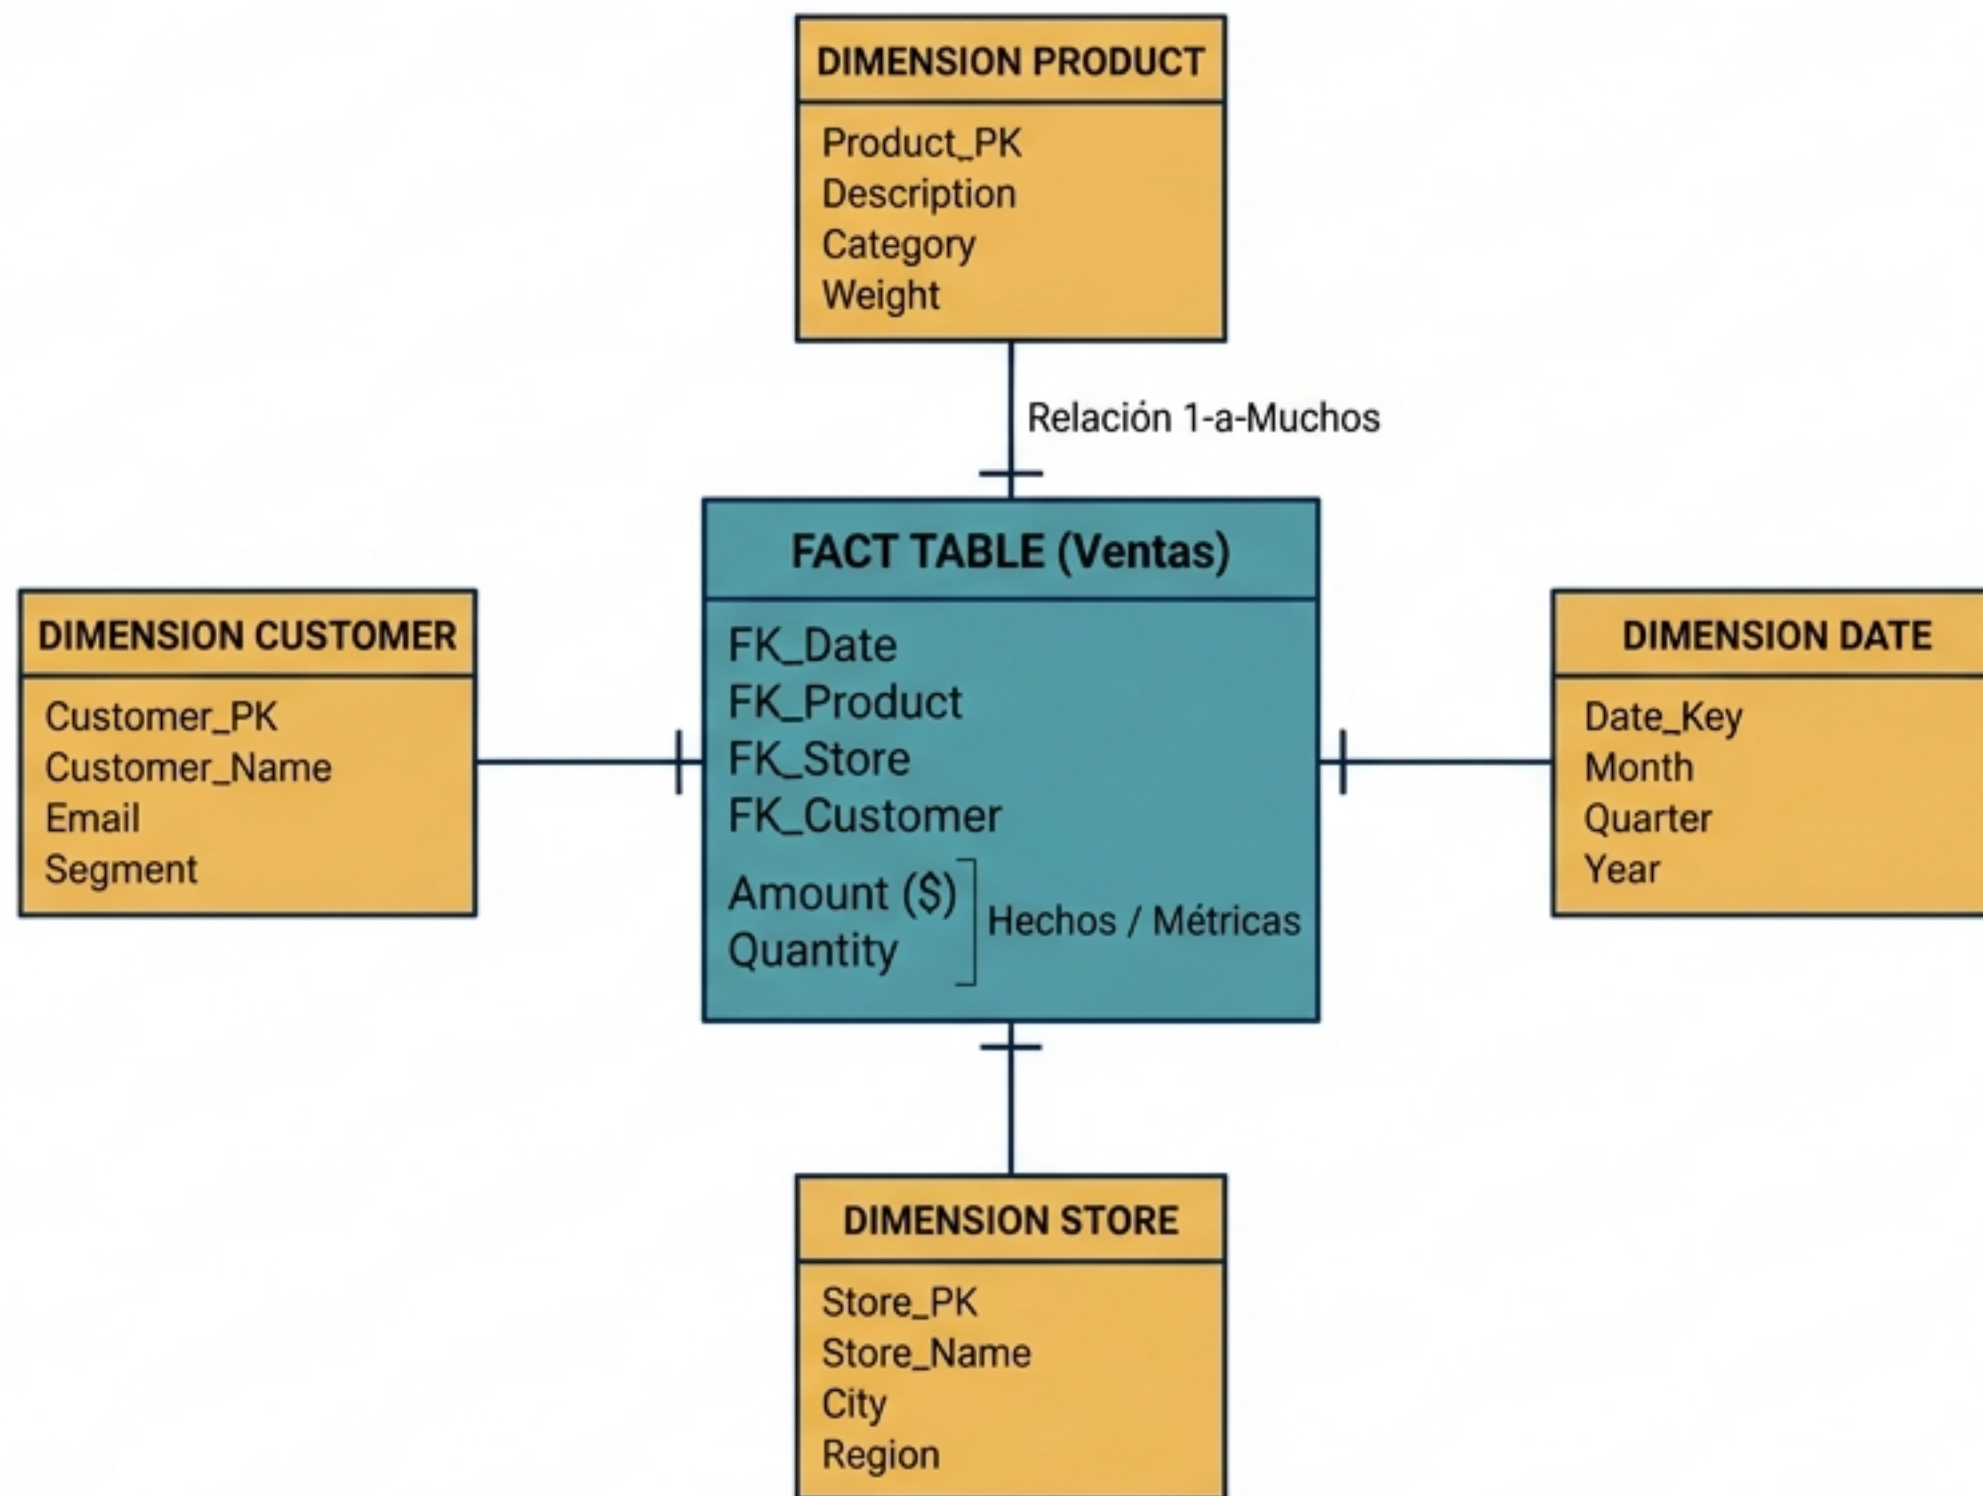 DIMENSION PRODUCT
Product_PK
Description
Category
Weight
Relación 1-a-Muchos
FACT TABLE (Ventas)
FK_Date
FK_Product
FK_Store
FK_Customer
Amount ($)
Quantity
Hechos / Métricas
DIMENSION CUSTOMER
Customer_PK
Customer_Name
Email
Segment
DIMENSION DATE
Date_Key
Month
Quarter
Year
DIMENSION STORE
Store_PK
Store_Name
City
Region